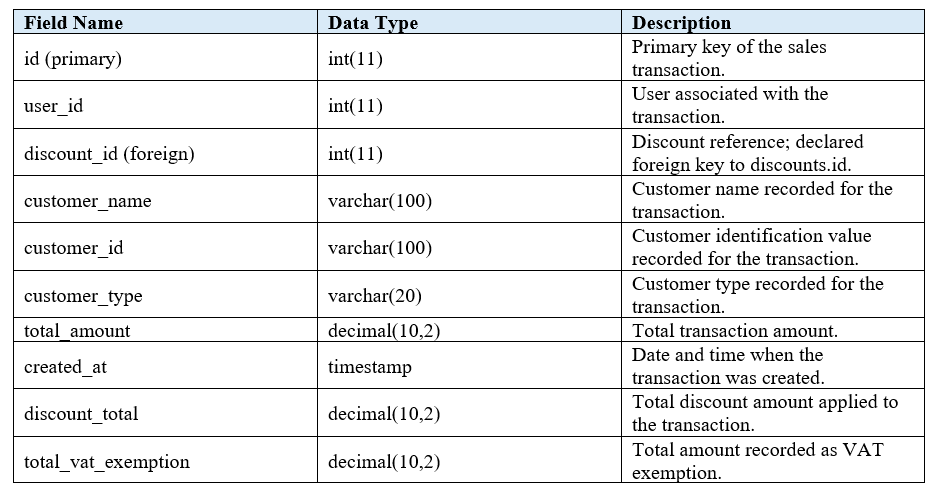 Field Name Data Type Description
id (primary) int(11) Primary key of the sales
transaction.
user_id int(11) User associated with the
transaction.
discount_id (foreign) int(11) Discount reference; declared
foreign key to discounts.id.
customer_name varchar(100) Customer name recorded for the
transaction.
customer_id varchar(100) Customer identification value
recorded for the transaction.
customer_type varchar(20) Customer type recorded for the
transaction.
total_amount decimal(10,2) Total transaction amount.
created_at timestamp Date and time when the
transaction was created.
discount_total decimal(10,2) Total discount amount applied to
the transaction.
total_vat_exemption decimal(10,2) Total amount recorded as VAT
exemption.